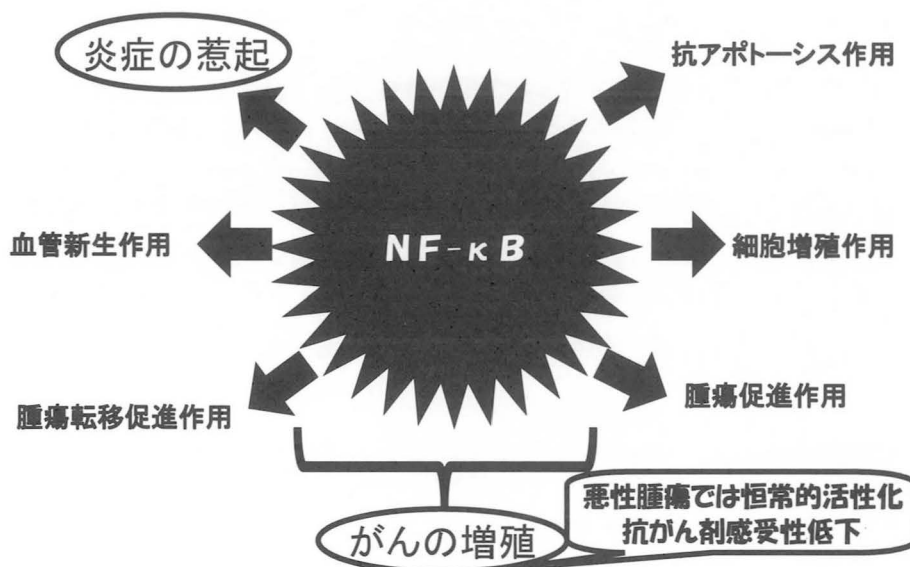 炎症の惹起
抗アポトーシス作用
血管新生作用
NF-κB
細胞増殖作用
腫瘍転移促進作用
腫瘍促進作用
がんの増殖
悪性腫瘍では恒常的活性化
抗がん剤感受性低下